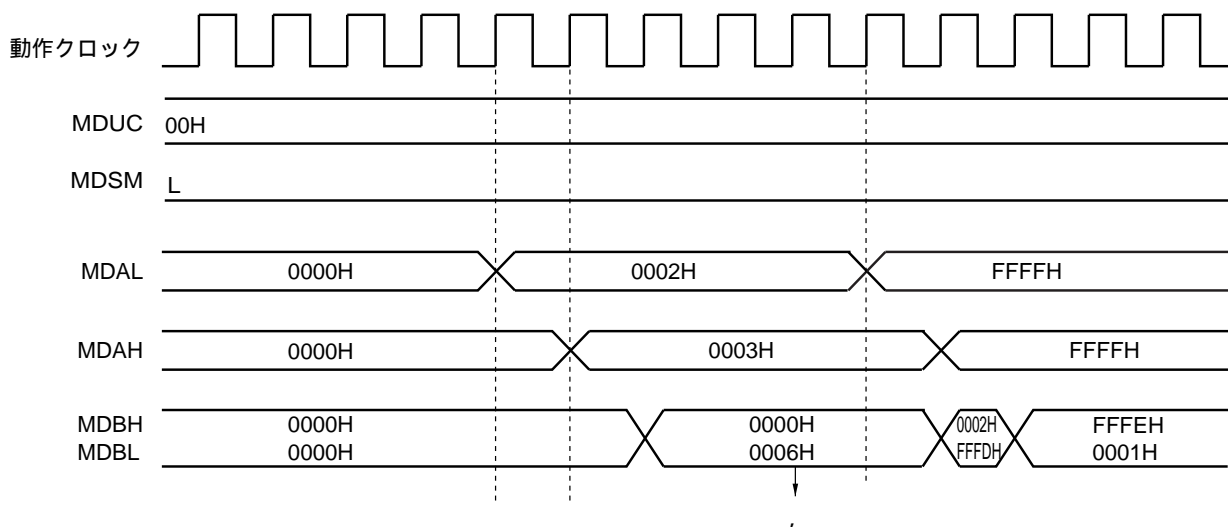 動作クロック
MDUC 00H
MDSM L
MDAL 0000H 0002H FFFFH
MDAH 0000H 0003H FFFFH
MDBH 0000H 0000H 0002H FFFEH
MDBL 0000H 0006H FFFDH 0001H